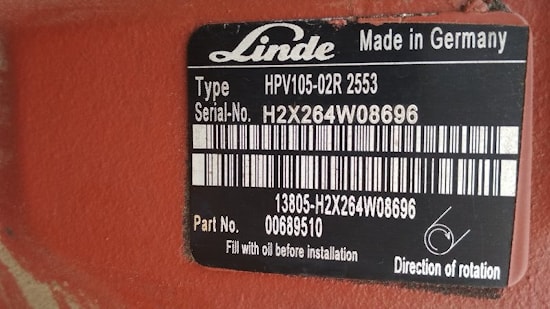 Linde Made in Germany
Type HPV105-02R 2553
Serial-No. H2X264W08696
13805-H2X264W08696
Part No. 00689510
Fill with oil before installation
Direction of rotation